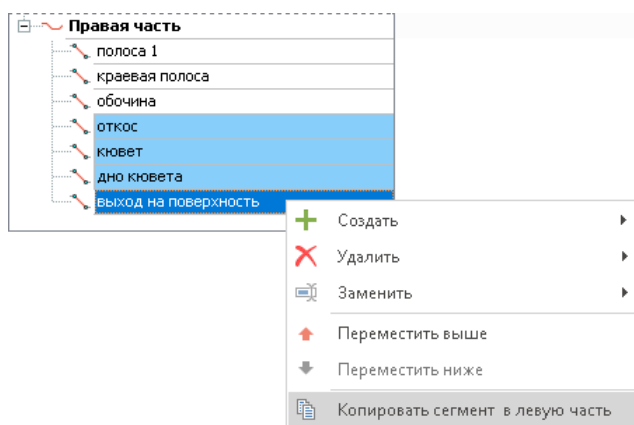 Правая часть
полоса 1
краевая полоса
обочина
откос
кювет
дно кювета
выход на поверхность
Создать
Удалить
Заменить
Переместить выше
Переместить ниже
Копировать сегмент в левую часть